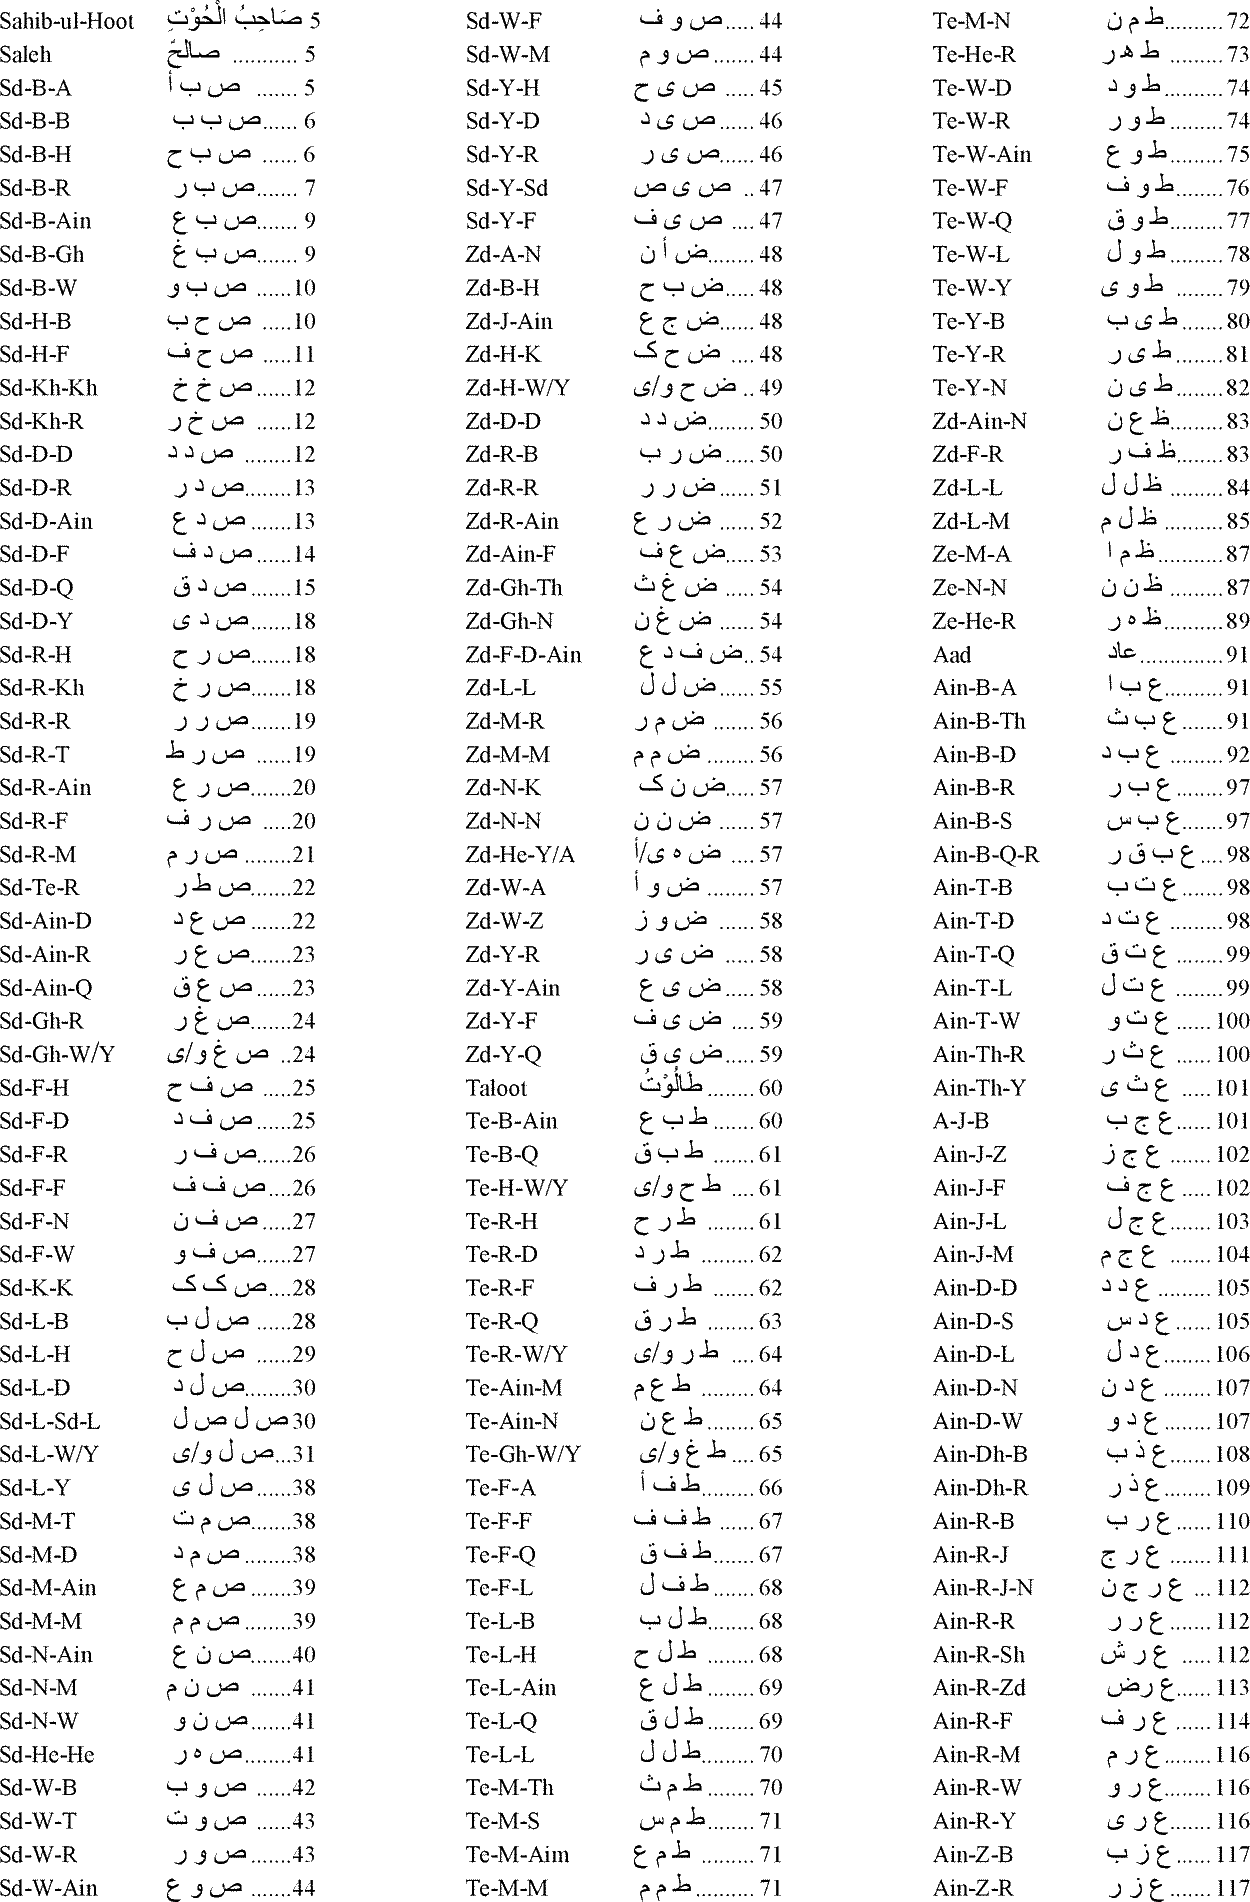 Sahib-ul-Hoot صَاحِبُ الْحُوْتِ 5
Saleh صالحٌ ........... 5
Sd-B-A ص ب أ ....... 5
Sd-B-B ص ب ب...... 6
Sd-B-H ص ب ح ...... 6
Sd-B-R ص ب ر....... 7
Sd-B-Ain ص ب ع....... 9
Sd-B-Gh ص ب غ....... 9
Sd-B-W ص ب و ......10
Sd-H-B ص ح ب .....10
Sd-H-F ص ح ف ......11
Sd-Kh-Kh ص خ خ......12
Sd-Kh-R ص خ ر ......12
Sd-D-D ص د د .......12
Sd-D-R ص د ر........13
Sd-D-Ain ص د ع.......13
Sd-D-F ص د ف ......14
Sd-D-Q ص د ق.......15
Sd-D-Y ص د ی.......18
Sd-R-H ص ر ح ......18
Sd-R-Kh ص ر خ ......18
Sd-R-R ص ر ر .......19
Sd-R-T ص ر ط ......19
Sd-R-Ain ص ر ع.......20
Sd-R-F ص ر ف .....20
Sd-R-M ص ر م ........21
Sd-Te-R ص ط ر ......22
Sd-Ain-D ص ع د .......22
Sd-Ain-R ص ع ر.......23
Sd-Ain-Q ص ع ق......23
Sd-Gh-R ص غ ر.......24
Sd-Gh-W/Y ص غ و/ی ..24
Sd-F-H ص ف ح .....25
Sd-F-D ص ف د......25
Sd-F-R ص ف ر......26
Sd-F-F ص ف ف....26
Sd-F-N ص ف ن .....27
Sd-F-W ص ف و......27
Sd-K-K ص ک ک....28
Sd-L-B ص ل ب ......28
Sd-L-H ص ل ح .......29
Sd-L-D ص ل د........30
Sd-L-Sd-L ص ل ص ل 30
Sd-L-W/Y ص ل و/ی...31
Sd-L-Y ص ل ی......38
Sd-M-T ص م ت.......38
Sd-M-D ص م د ........38
Sd-M-Ain ص م ع .......39
Sd-M-M ص م م........39
Sd-N-Ain ص ن ع.......40
Sd-N-M ص ن م .......41
Sd-N-W ص ن و.......41
Sd-He-He ص ه ر........41
Sd-W-B ص و ب ......42
Sd-W-T ص و ت ......43
Sd-W-R ص و ر .......43
Sd-W-Ain ص و ع ......44
Sd-W-F ص و ف ...... 44
Sd-W-M ص و م ....... 44
Sd-Y-H ص ی ح ..... 45
Sd-Y-D ص ی د...... 46
Sd-Y-R ص ی ر...... 46
Sd-Y-Sd ص ی ص .. 47
Sd-Y-F ص ی ف .... 47
Zd-A-N ض أ ن........ 48
Zd-B-H ض ب ح..... 48
Zd-J-Ain ض ج ع..... 48
Zd-H-K ض ح ک .... 48
Zd-H-W/Y ض ح و/ی .. 49
Zd-D-D ض د د........ 50
Zd-R-B ض ر ب ..... 50
Zd-R-R ض ر ر ....... 51
Zd-R-Ain ض ر ع ...... 52
Zd-Ain-F ض ع ف..... 53
Zd-Gh-Th ض غ ث ..... 54
Zd-Gh-N ض غ ن ...... 54
Zd-F-D-Ain ض ف د ع.. 54
Zd-L-L ض ل ل....... 55
Zd-M-R ض م ر ....... 56
Zd-M-M ض م م ........ 56
Zd-N-K ض ن ک..... 57
Zd-N-N ض ن ن ...... 57
Zd-He-Y/A ض ه ی/أ .... 57
Zd-W-A ض و أ ....... 57
Zd-W-Z ض و ز ....... 58
Zd-Y-R ض ی ر ..... 58
Zd-Y-Ain ض ی ع ..... 58
Zd-Y-F ض ی ف .... 59
Zd-Y-Q ض ی ق..... 59
Taloot طَالُوْتُ ......... 60
Te-B-Ain ط ب ع ........ 60
Te-B-Q ط ب ق....... 61
Te-H-W/Y ط ح و/ی .... 61
Te-R-H ط ر ح ........ 61
Te-R-D ط ر د ......... 62
Te-R-F ط ر ف ....... 62
Te-R-Q ط ر ق ........ 63
Te-R-W/Y ط ر و/ی .... 64
Te-Ain-M ط ع م ......... 64
Te-Ain-N ط ع ن......... 65
Te-Gh-W/Y ط غ و/ی .... 65
Te-F-A ط ف أ......... 66
Te-F-F ط ف ف ...... 67
Te-F-Q ط ف ق........ 67
Te-F-L ط ف ل ....... 68
Te-L-B ط ل ب........ 68
Te-L-H ط ل ح ........ 68
Te-L-Ain ط ل ع ........ 69
Te-L-Q ط ل ق........ 69
Te-L-L ط ل ل......... 70
Te-M-Th ط م ث........ 70
Te-M-S ط م س ....... 71
Te-M-Aim ط م ع ......... 71
Te-M-M ط م م.......... 71
Te-M-N ط م ن ......... 72
Te-He-R ط ھ ر .........73
Te-W-D ط و د..........74
Te-W-R ط و ر.......... 74
Te-W-Ain ط و ع.........75
Te-W-F ط و ف........76
Te-W-Q ط و ق.........77
Te-W-L ط و ل......... 78
Te-W-Y ط و ی ........79
Te-Y-B ط ی ب....... 80
Te-Y-R ط ی ر......... 81
Te-Y-N ط ی ن........ 82
Zd-Ain-N ظ ع ن.........83
Zd-F-R ظ ف ر........83
Zd-L-L ظ ل ل ......... 84
Zd-L-M ظ ل م ..........85
Ze-M-A ظ م ا ..........87
Ze-N-N ظ ن ن.........87
Ze-He-R ظ ه ر..........89
Aad عاد.............91
Ain-B-A ع ب ا.........91
Ain-B-Th ع ب ث.......91
Ain-B-D ع ب د........92
Ain-B-R ع ب ر........97
Ain-B-S ع ب س.......97
Ain-B-Q-R ع ب ق ر ....98
Ain-T-B ع ت ب .......98
Ain-T-D ع ت د ........98
Ain-T-Q ع ت ق ........99
Ain-T-L ع ت ل .......99
Ain-T-W ع ت و ....... 100
Ain-Th-R ع ث ر ....... 100
Ain-Th-Y ع ث ی ...... 101
A-J-B ع ج ب...... 101
Ain-J-Z ع ج ز ....... 102
Ain-J-F ع ج ف ...... 102
Ain-J-L ع ج ل....... 103
Ain-J-M ع ج م ....... 104
Ain-D-D ع د د ........ 105
Ain-D-S ع د س...... 105
Ain-D-L ع د ل ....... 106
Ain-D-N ع د ن........ 107
Ain-D-W ع د و........ 107
Ain-Dh-B ع ذ ب....... 108
Ain-Dh-R ع ذ ر........ 109
Ain-R-B ع ر ب ...... 110
Ain-R-J ع ر ج ....... 111
Ain-R-J-N ع ر ج ن ... 112
Ain-R-R ع ر ر......... 112
Ain-R-Sh ع ر ش ...... 112
Ain-R-Zd ع ر ض...... 113
Ain-R-F ع ر ف....... 114
Ain-R-M ع ر م ........ 116
Ain-R-W ع ر و........ 116
Ain-R-Y ع ر ی........ 116
Ain-Z-B ع ز ب....... 117
Ain-Z-R ع ز ر........ 117